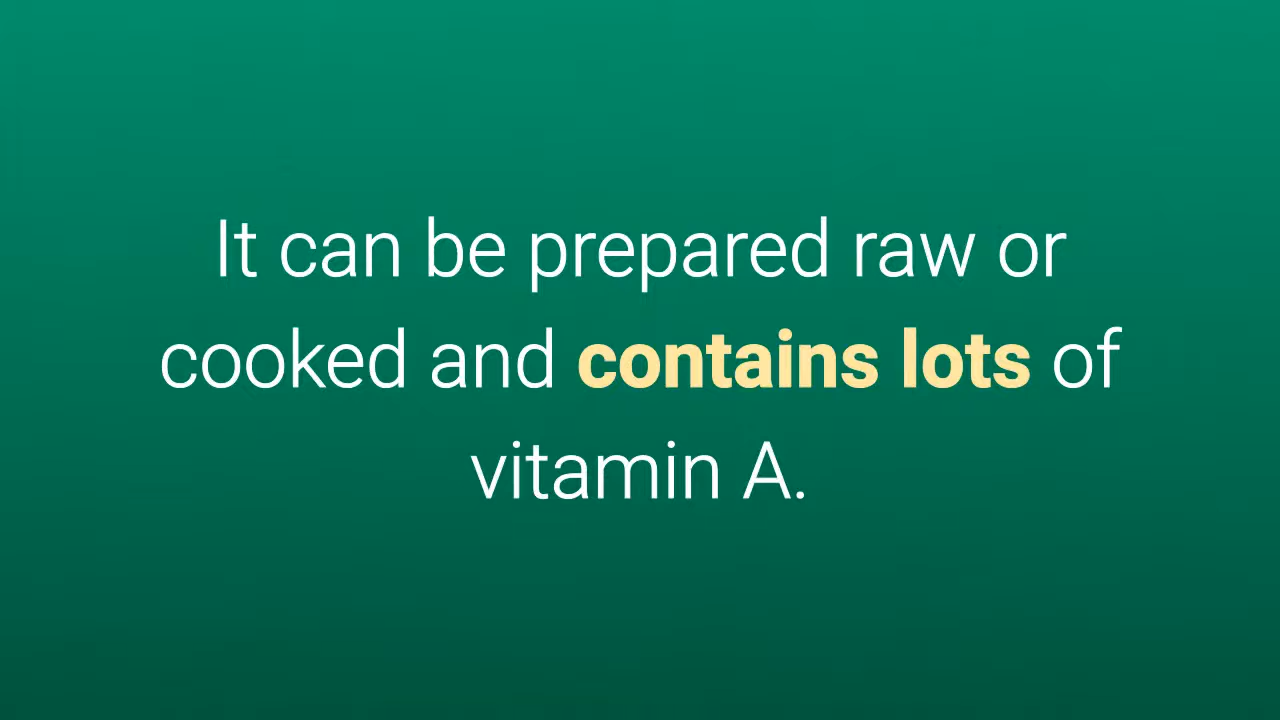 It can be prepared raw or
cooked and contains lots of
vitamin A.